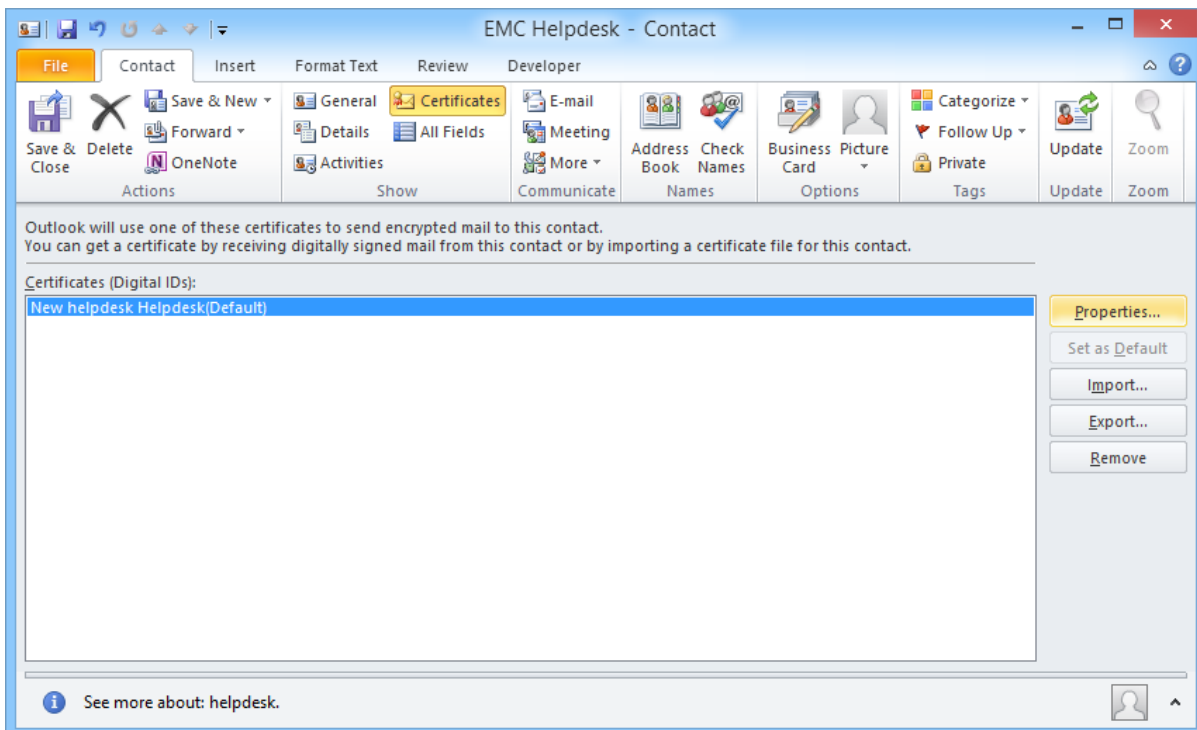 EMC Helpdesk - Contact
File Contact Insert Format Text Review Developer
Save & Close
Delete
Save & New
Forward
OneNote
Actions
General
Details
Activities
Certificates
All Fields
Show
E-mail
Meeting
More
Communicate
Address Book
Check Names
Names
Business Card
Picture
Options
Categorize
Follow Up
Private
Tags
Update
Update
Zoom
Zoom
Outlook will use one of these certificates to send encrypted mail to this contact.
You can get a certificate by receiving digitally signed mail from this contact or by importing a certificate file for this contact.
Certificates (Digital IDs):
New helpdesk Helpdesk(Default)
Properties...
Set as Default
Import...
Export...
Remove
See more about: helpdesk.